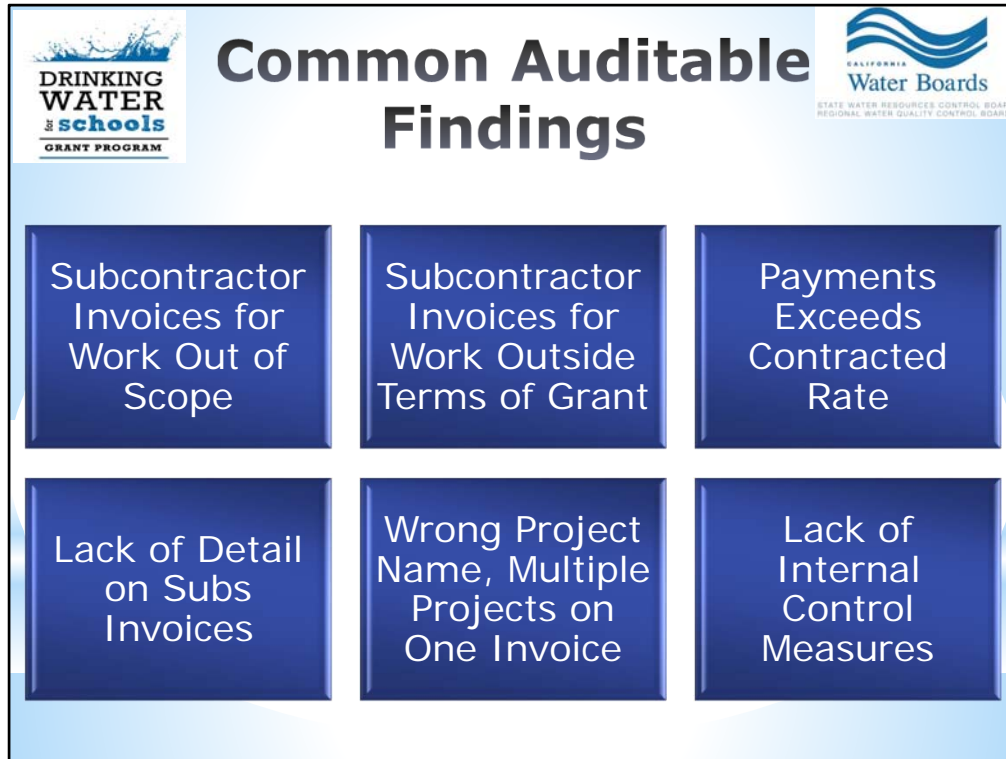 DRINKING
WATER
for schools
GRANT PROGRAM
Common Auditable
Findings
CALIFORNIA
Water Boards
STATE WATER RESOURCES CONTROL BOARD
REGIONAL WATER QUALITY CONTROL BOARDS
Subcontractor
Invoices for
Work Out of
Scope
Subcontractor
Invoices for
Work Outside
Terms of Grant
Payments
Exceeds
Contracted
Rate
Lack of Detail
on Subs
Invoices
Wrong Project
Name, Multiple
Projects on
One Invoice
Lack of
Internal
Control
Measures